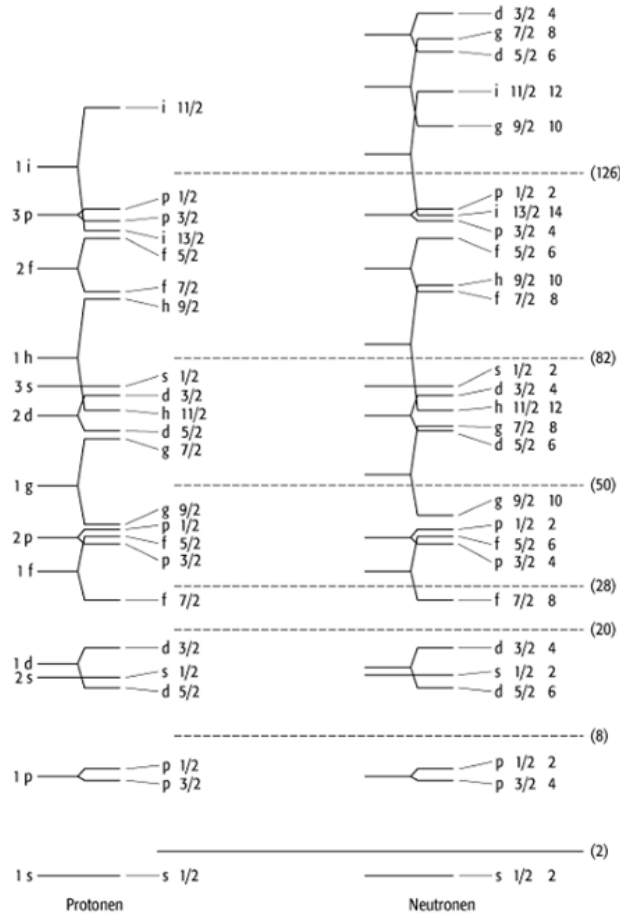 d 3/2 4
g 7/2 8
d 5/2 6
i 11/2 12
i 11/2
g 9/2 10
1 i
(126)
p 1/2
p 1/2 2
3 p
p 3/2
i 13/2 14
i 13/2
p 3/2 4
f 5/2
f 5/2 6
2 f
f 7/2
h 9/2 10
h 9/2
f 7/2 8
1 h
(82)
3 s
s 1/2
s 1/2 2
d 3/2
d 3/2 4
2 d
h 11/2
h 11/2 12
d 5/2
g 7/2 8
g 7/2
d 5/2 6
1 g
(50)
g 9/2
g 9/2 10
p 1/2
p 1/2 2
2 p
f 5/2
f 5/2 6
p 3/2
p 3/2 4
1 f
(28)
f 7/2
f 7/2 8
(20)
d 3/2
d 3/2 4
1 d
2 s
s 1/2
s 1/2 2
d 5/2
d 5/2 6
(8)
p 1/2
p 1/2 2
1 p
p 3/2
p 3/2 4
(2)
1 s
s 1/2
s 1/2 2
Protonen
Neutronen